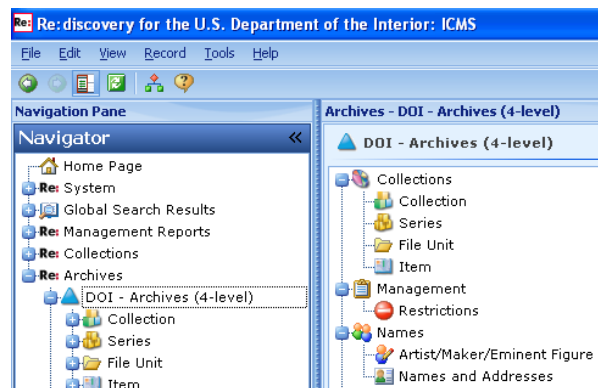 Re: Re:discovery for the U.S. Department of the Interior: ICMS
File Edit View Record Tools Help
Navigation Pane
Navigator «
Home Page
Re: System
Global Search Results
Re: Management Reports
Re: Collections
Re: Archives
DOI - Archives (4-level)
Collection
Series
File Unit
Item
Archives - DOI - Archives (4-level)
DOI - Archives (4-level)
Collections
Collection
Series
File Unit
Item
Management
Restrictions
Names
Artist/Maker/Eminent Figure
Names and Addresses